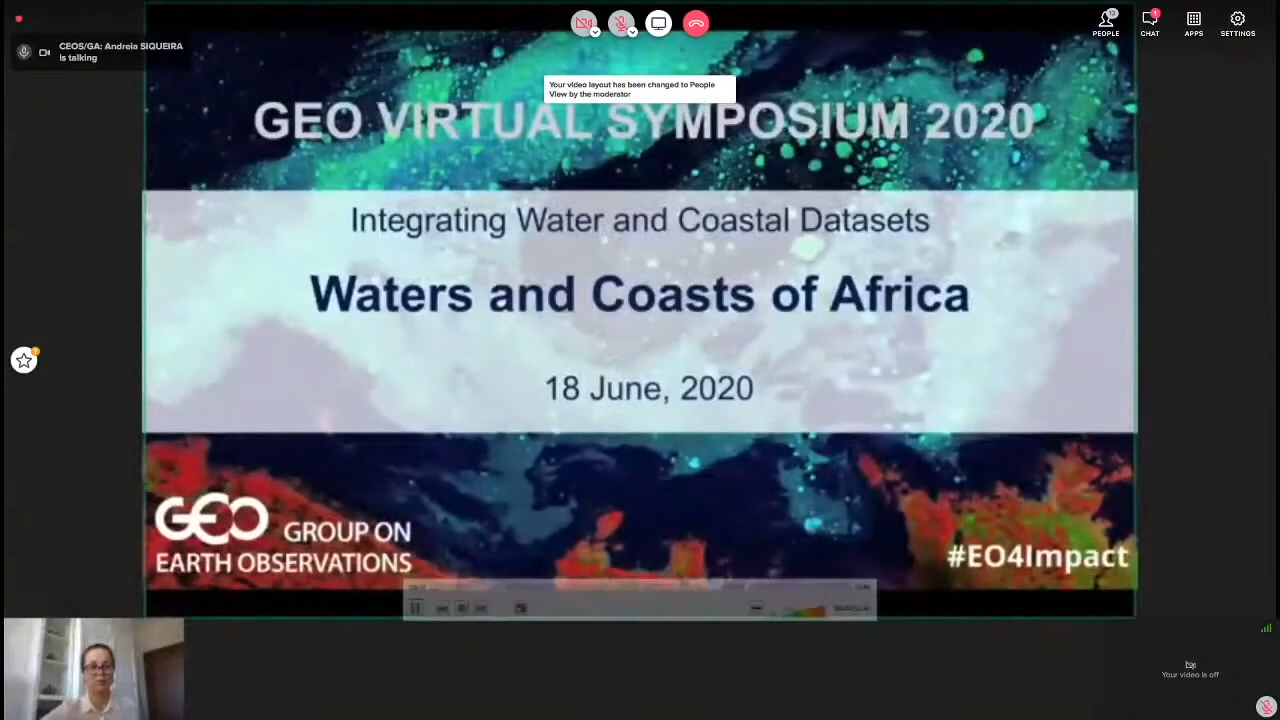 PEOPLE
CHAT
APPS
SETTINGS
12
1
CEOS/GA: Andreia SIQUEIRA
is talking
Your video layout has been changed to People
View by the moderator
GEO VIRTUAL SYMPOSIUM 2020
Integrating Water and Coastal Datasets
Waters and Coasts of Africa
18 June, 2020
GEO GROUP ON
EARTH OBSERVATIONS
#EO4Impact
Your video is off